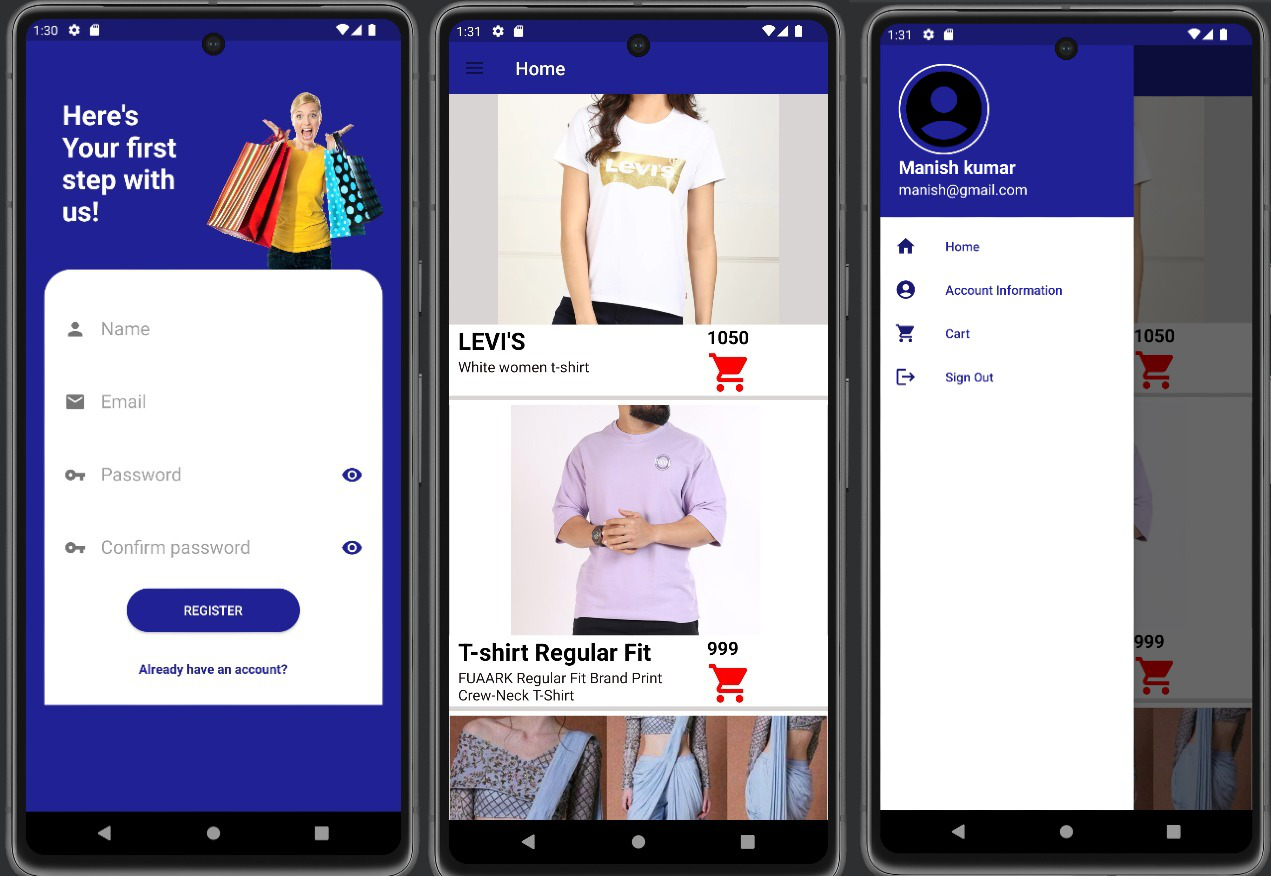 1:30
Here's
Your first
step with
us!
Name
Email
Password
Confirm password
REGISTER
Already have an account?
1:31
Home
Levi's
LEVI'S
1050
White women t-shirt
T-shirt Regular Fit
999
FUAARK Regular Fit Brand Print
Crew-Neck T-Shirt
1:31
Manish kumar
manish@gmail.com
Home
Account Information
Cart
Sign Out
1050
999